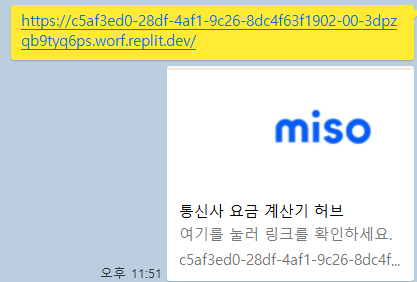 https://c5af3ed0-28df-4af1-9c26-8dc4f63f1902-00-3dpz
qb9tyq6ps.worf.replit.dev/
miso
통신사 요금 계산기 허브
여기를 눌러 링크를 확인하세요.
c5af3ed0-28df-4af1-9c26-8dc4f...
오후 11:51